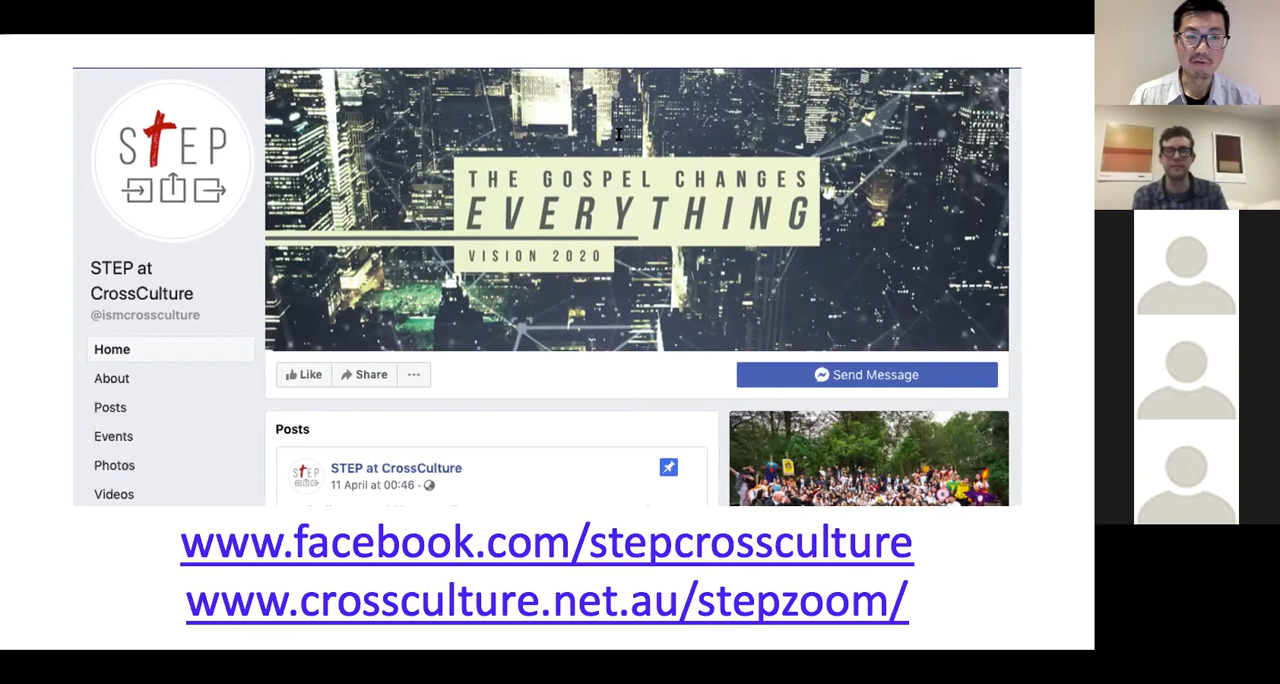 STEP
STEP at
CrossCulture
@ismcrossculture
Home
About
Posts
Events
Photos
Videos
THE GOSPEL CHANGES
EVERYTHING
VISION 2020
Like
Share
Send Message
Posts
STEP
STEP at CrossCulture
11 April at 00:46
www.facebook.com/stepcrossculture
www.crossculture.net.au/stepzoom/